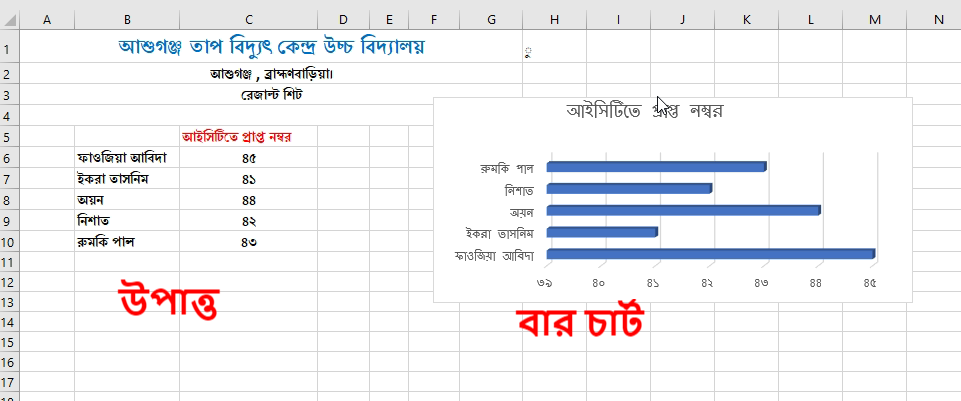 A B C D E F G H I J K L M N
1 আশুগঞ্জ তাপ বিদ্যুৎ কেন্দ্র উচ্চ বিদ্যালয়
2 আশুগঞ্জ , ব্রাহ্মণবাড়িয়া।
3 রেজাল্ট শিট
4
5 আইসিটিতে প্রাপ্ত নম্বর
6 ফাওজিয়া আবিদা ৪৫
7 ইকরা তাসনিম ৪১
8 অয়ন ৪৪
9 নিশাত ৪২
10 রুমকি পাল ৪৩
11
12
13
14
15
16
17
উপাত্ত
আইসিটিতে প্রাপ্ত নম্বর
রুমকি পাল
নিশাত
অয়ন
ইকরা তাসনিম
ফাওজিয়া আবিদা
৩৯ ৪০ ৪১ ৪২ ৪৩ ৪৪ ৪৫
বার চার্ট